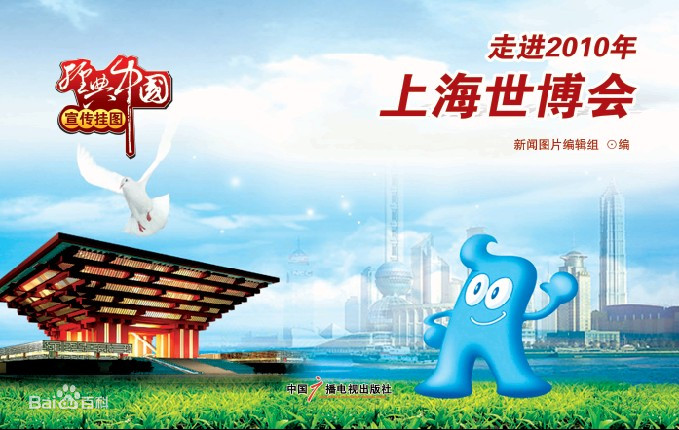 经典中国
宣传挂图
走进2010年
上海世博会
新闻图片编辑组 ⊙编
中国广播电视出版社
Bai百科